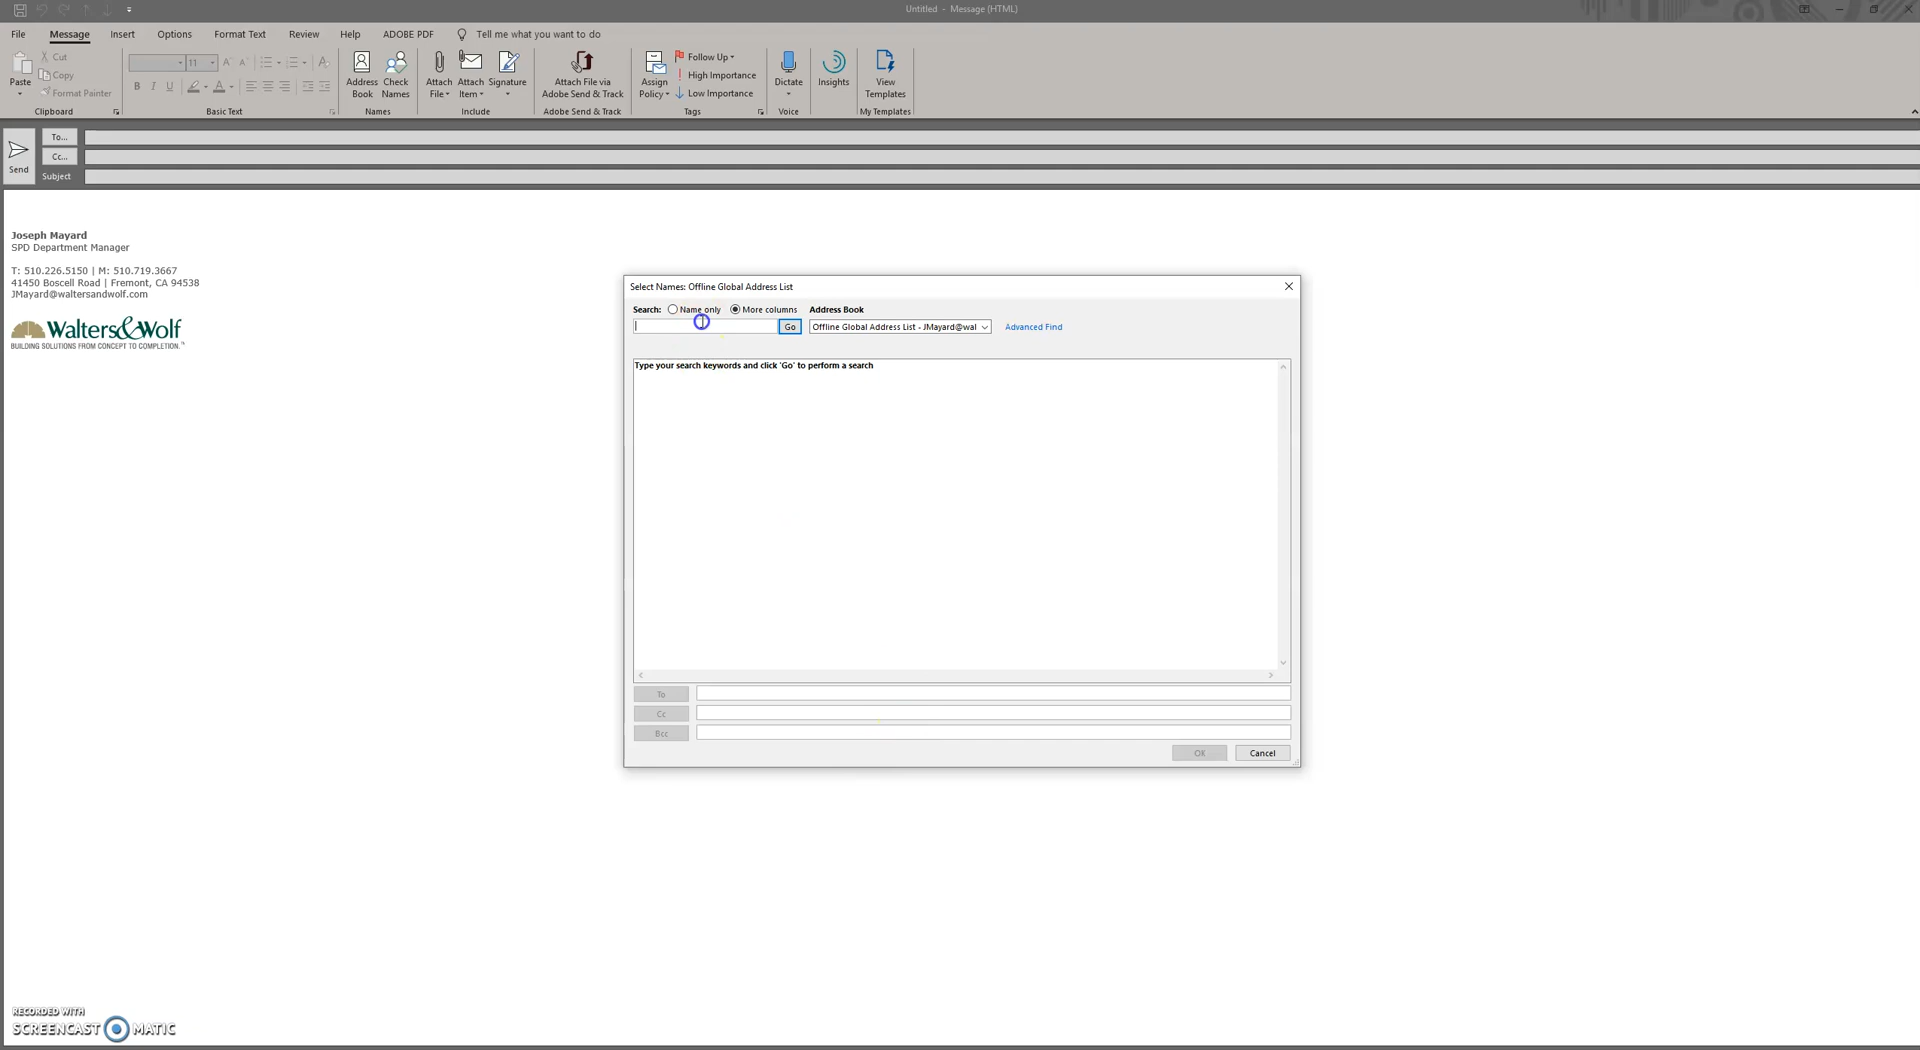 Untitled - Message (HTML)
File Message Insert Options Format Text Review Help ADOBE PDF Tell me what you want to do
Paste
Cut
Copy
Format Painter
Clipboard
11
B I U
A
Basic Text
Address Book
Check Names
Names
Attach File
Attach Item
Signature
Include
Attach File via Adobe Send & Track
Adobe Send & Track
Assign Policy
Follow Up
High Importance
Low Importance
Tags
Dictate
Voice
Insights
View Templates
My Templates
Send
To...
Cc...
Subject
Joseph Mayard
SPD Department Manager
T: 510.226.5150 | M: 510.719.3667
41450 Boscell Road | Fremont, CA 94538
JMayard@waltersandwolf.com
Walters&Wolf
BUILDING SOLUTIONS FROM CONCEPT TO COMPLETION.
Select Names: Offline Global Address List
Search: Name only More columns Address Book
Go Offline Global Address List - JMayard@wal Advanced Find
Type your search keywords and click 'Go' to perform a search
To
Cc
Bcc
OK Cancel
RECORDED WITH
SCREENCAST MATIC